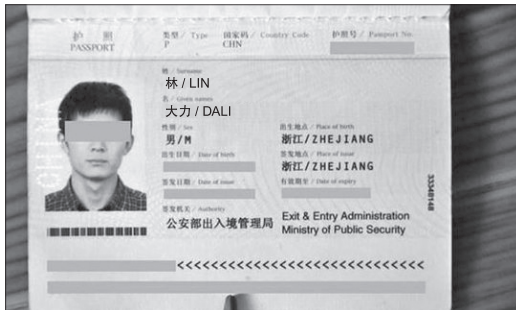 护 照
PASSPORT
类型 / Type 国家码 / Country Code 护照号 / Passport No
P CHN
姓 / Surname
林 / LIN
名 / Given names
大力 / DALI
性别 / Sex 出生地点 / Place of birth
男/M 浙江/ZHEJIANG
出生日期 / Date of birth 签发地点 / Place of issue
浙江/ZHEJIANG
签发日期 / Date of issue 有效期至 / Date of expiry
签发机关 / Authority
公安部出入境管理局 Exit & Entry Administration
Ministry of Public Security
33348148
<<<<<<<<<<<<<<<<<<<<<<<<<<<<